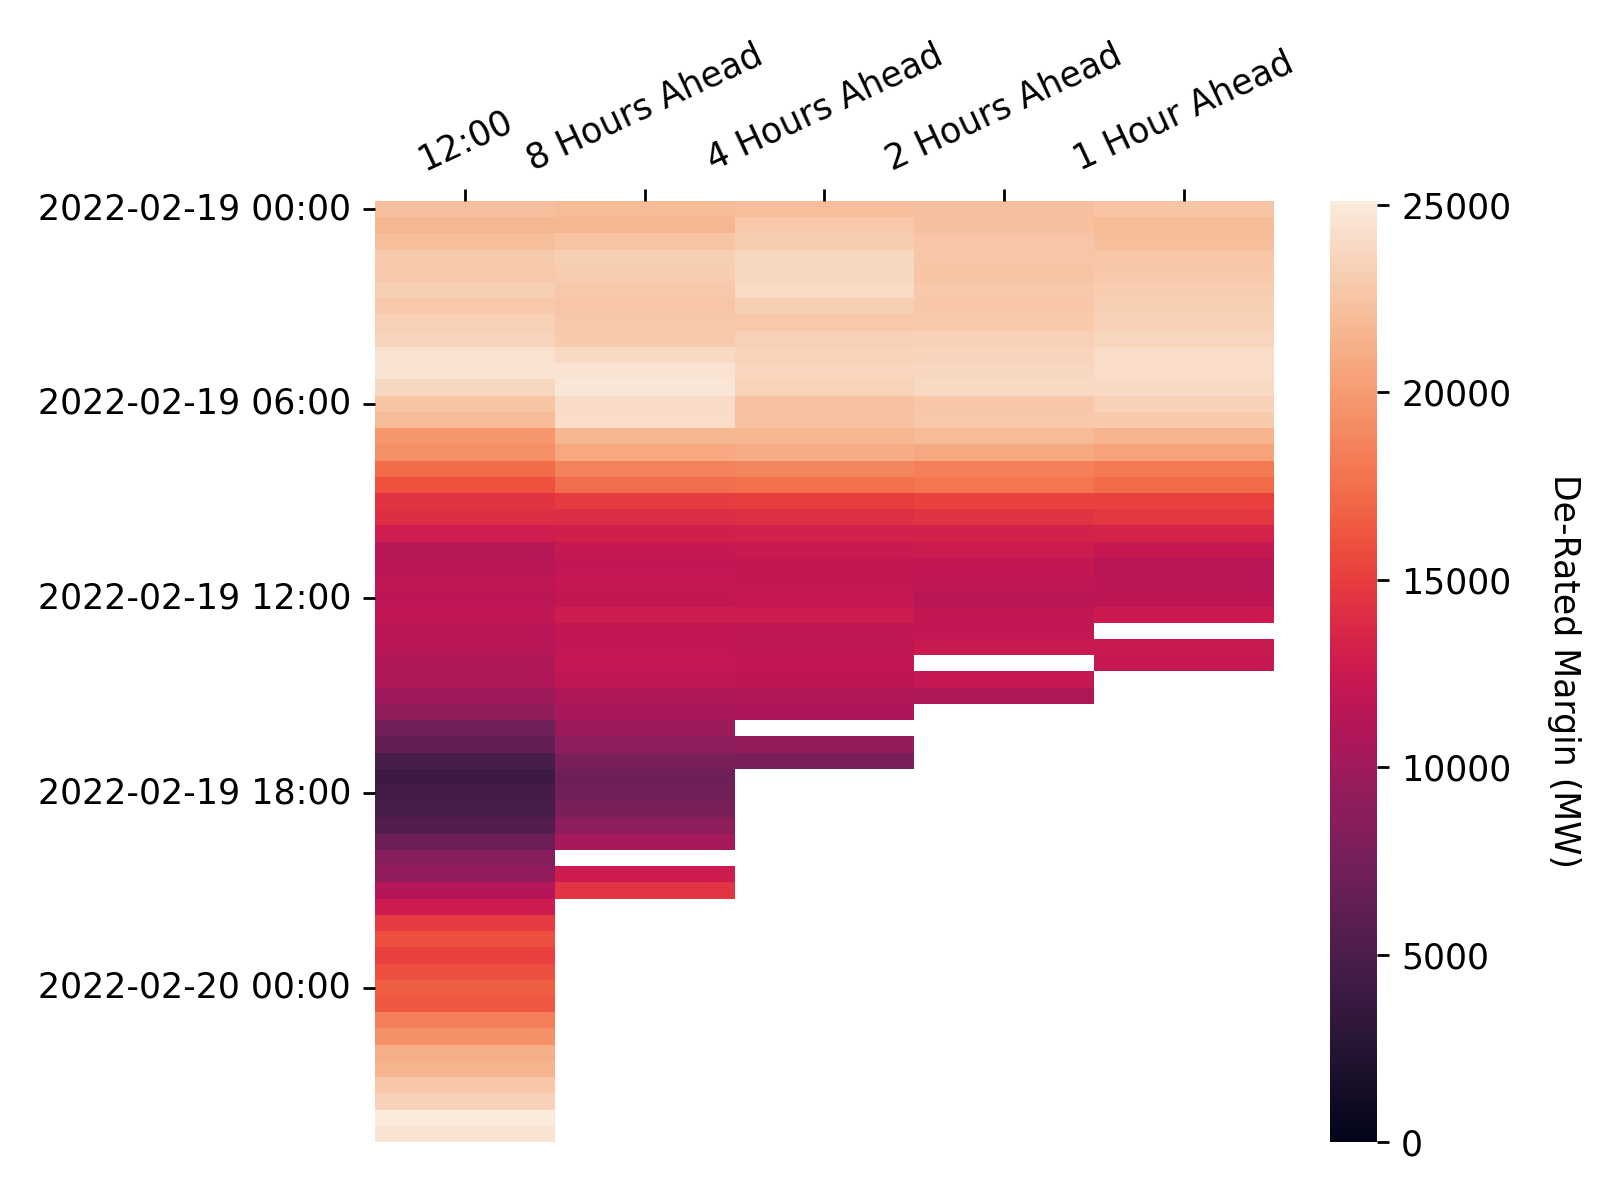 12:00
8 Hours Ahead
4 Hours Ahead
2 Hours Ahead
1 Hour Ahead
2022-02-19 00:00
2022-02-19 06:00
2022-02-19 12:00
2022-02-19 18:00
2022-02-20 00:00
25000
20000
15000
10000
5000
0
De-Rated Margin (MW)